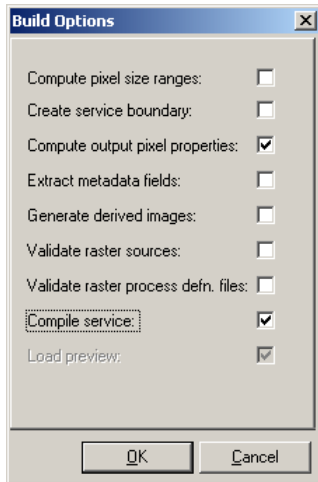 Build Options
Compute pixel size ranges:
Create service boundary:
Compute output pixel properties:
Extract metadata fields:
Generate derived images:
Validate raster sources:
Validate raster process defn. files:
Compile service:
Load preview:
OK Cancel